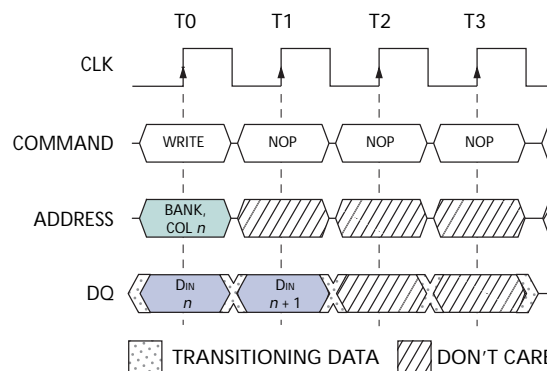 T0 T1 T2 T3
CLK
COMMAND WRITE NOP NOP NOP
ADDRESS BANK,
COL n
DQ DIN
n
DIN
n + 1
TRANSITIONING DATA DON'T CARE